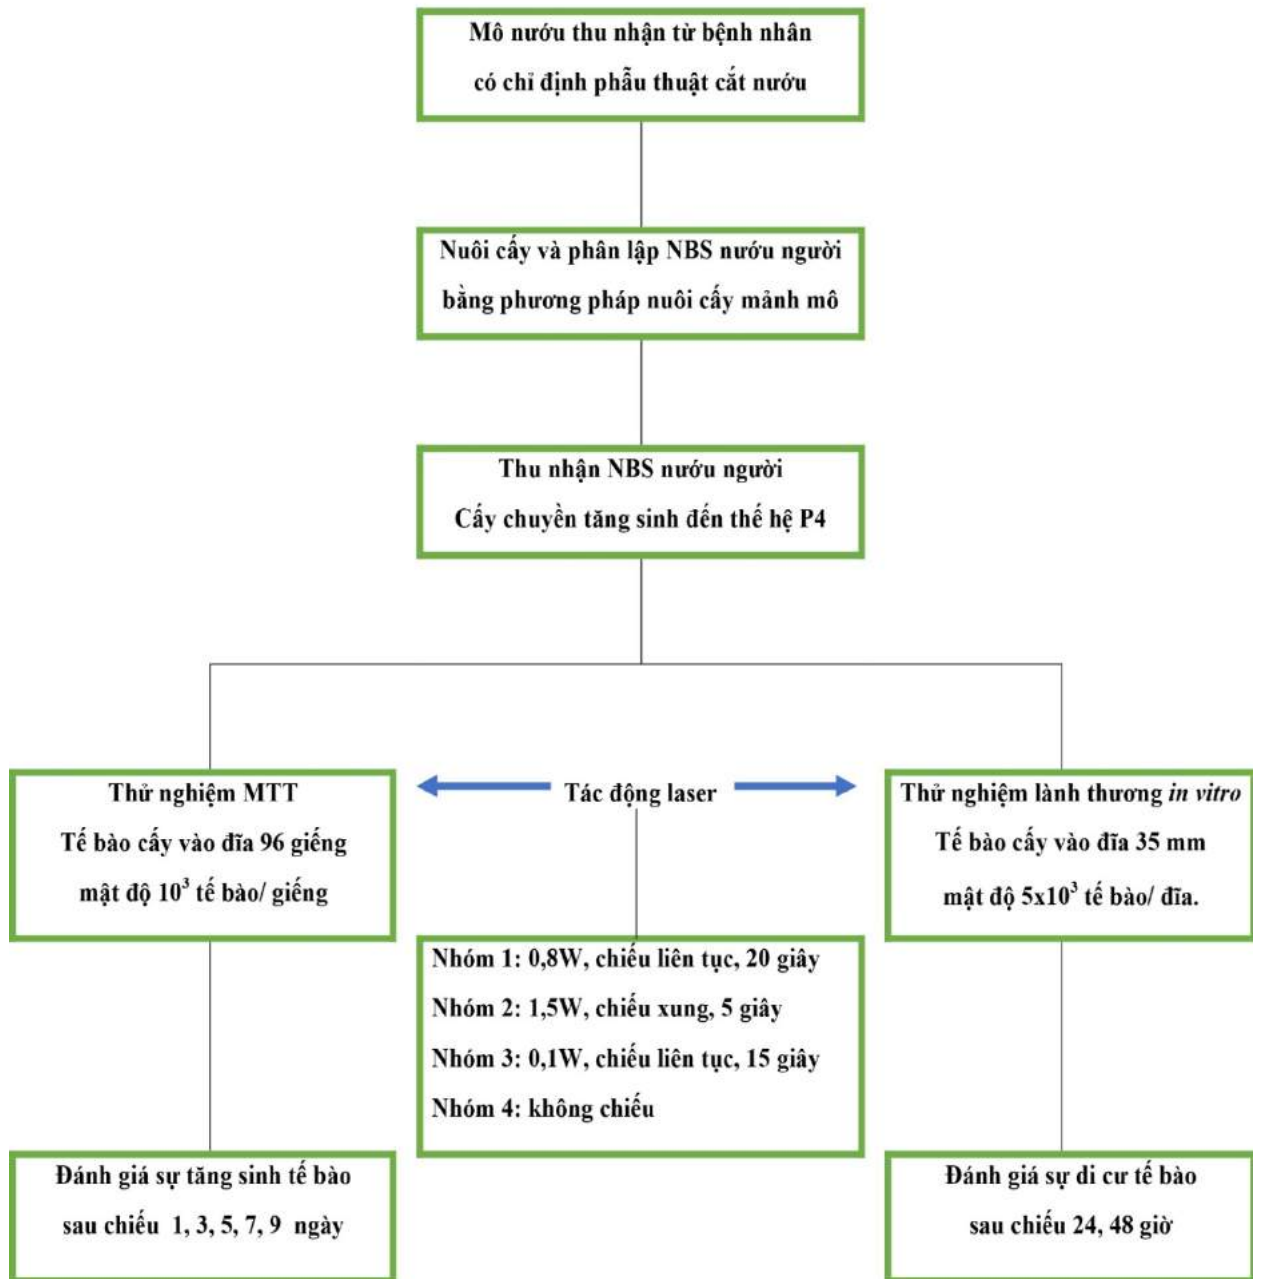 Mô nướu thu nhận từ bệnh nhân
có chỉ định phẫu thuật cắt nướu
Nuôi cấy và phân lập NBS nướu người
bằng phương pháp nuôi cấy mảnh mô
Thu nhận NBS nướu người
Cấy chuyền tăng sinh đến thế hệ P4
Thử nghiệm MTT
Tế bào cấy vào đĩa 96 giếng
mật độ 10³ tế bào/ giếng
Tác động laser
Thử nghiệm lành thương in vitro
Tế bào cấy vào đĩa 35 mm
mật độ 5x10³ tế bào/ đĩa.
Nhóm 1: 0,8W, chiếu liên tục, 20 giây
Nhóm 2: 1,5W, chiếu xung, 5 giây
Nhóm 3: 0,1W, chiếu liên tục, 15 giây
Nhóm 4: không chiếu
Đánh giá sự tăng sinh tế bào
sau chiếu 1, 3, 5, 7, 9 ngày
Đánh giá sự di cư tế bào
sau chiếu 24, 48 giờ